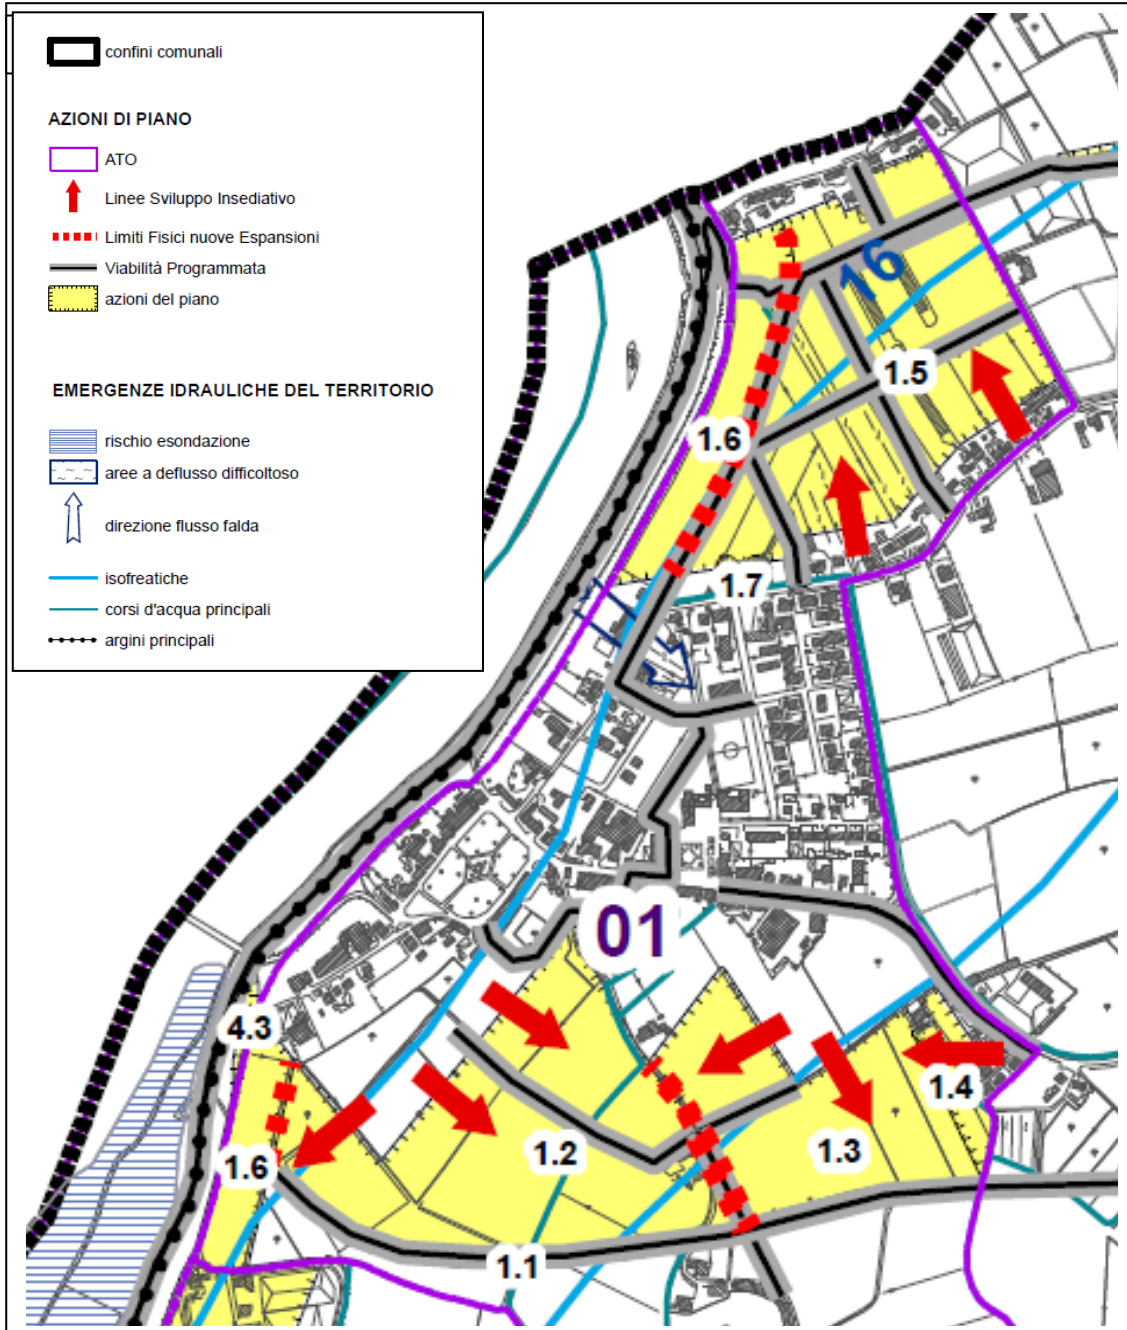 confini comunali
AZIONI DI PIANO
ATO
Linee Sviluppo Insediativo
Limiti Fisici nuove Espansioni
Viabilità Programmata
azioni del piano
EMERGENZE IDRAULICHE DEL TERRITORIO
rischio esondazione
aree a deflusso difficoltoso
direzione flusso falda
isofreatiche
corsi d'acqua principali
argini principali
16
1.5
1.6
1.7
01
4.3
1.4
1.2
1.3
1.6
1.1